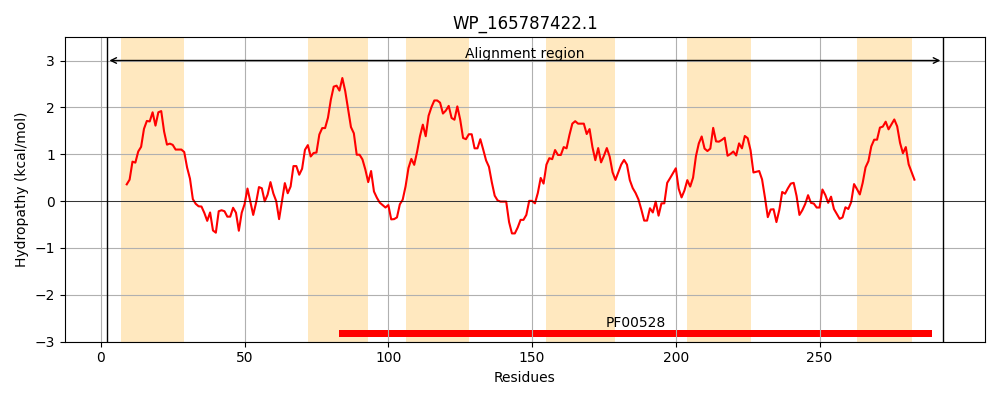 WP_165787422.1
Alignment region
Hydropathy (kcal/mol)
3
2
1
0
−1
−2
−3
PF00528
0 50 100 150 200 250
Residues